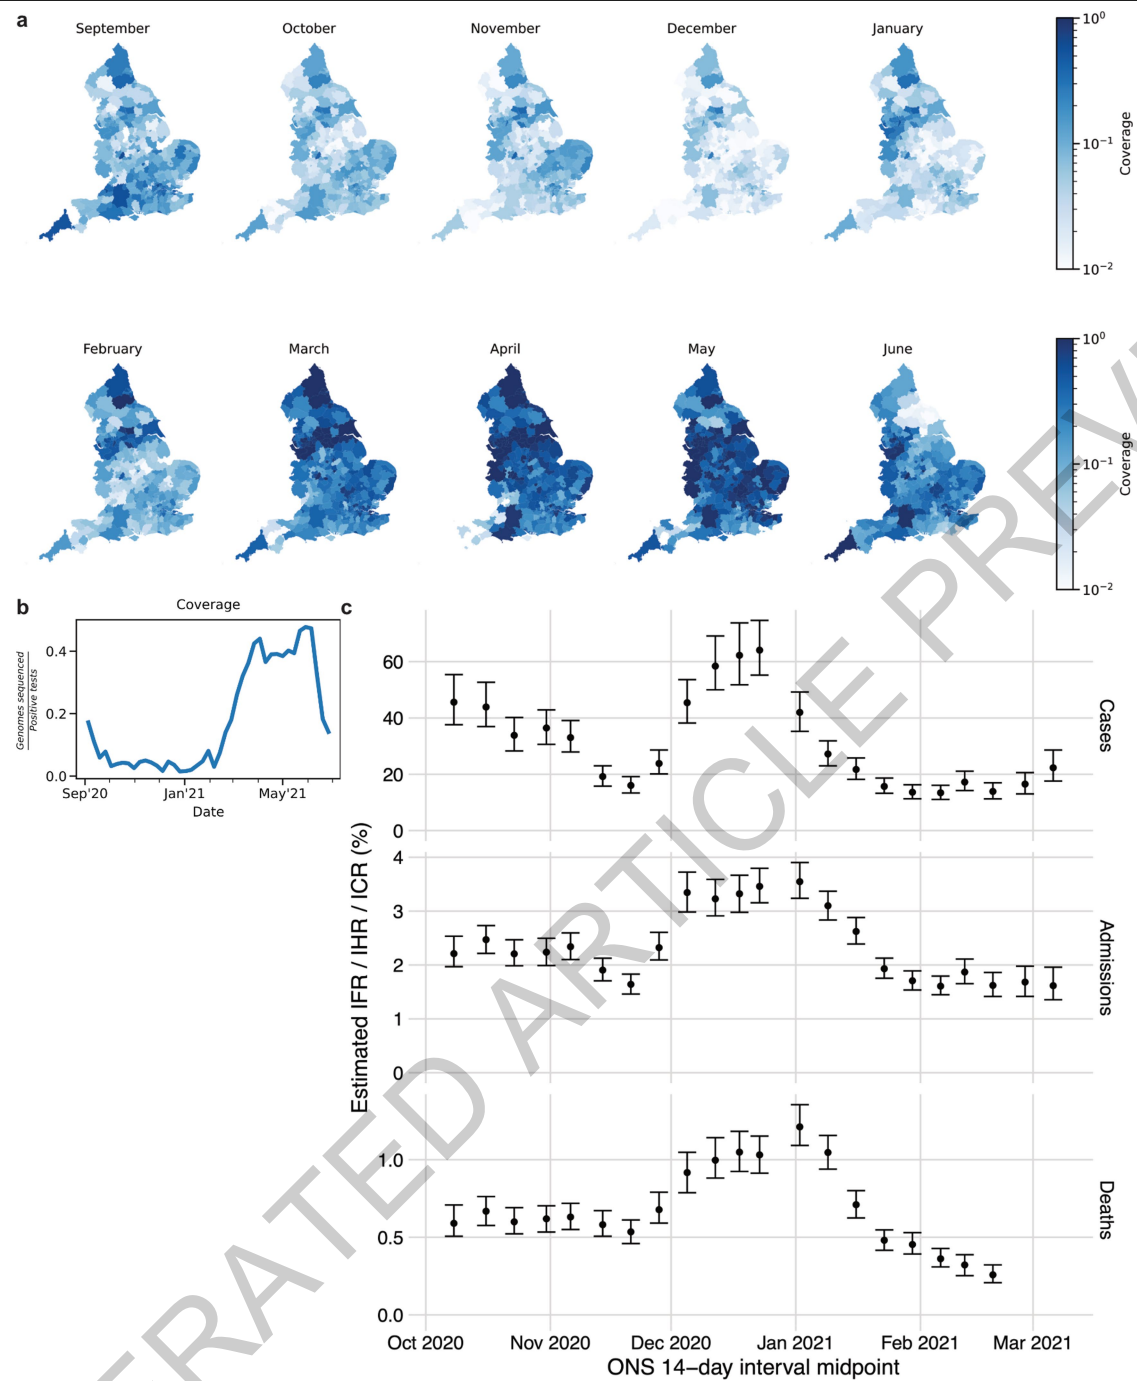 a
September October November December January
10^0
10^-1
10^-2
Coverage
February March April May June
10^0
10^-1
10^-2
Coverage
b
Coverage
Genomes sequenced
Positive tests
0.4
0.2
0.0
Sep'20 Jan'21 May'21
Date
c
Estimated IFR / IHR / ICR (%)
60
40
20
0
Cases
4
3
2
1
0
Admissions
1.0
0.5
0.0
Deaths
Oct 2020 Nov 2020 Dec 2020 Jan 2021 Feb 2021 Mar 2021
ONS 14−day interval midpoint
ERATED ARTICLE PREV